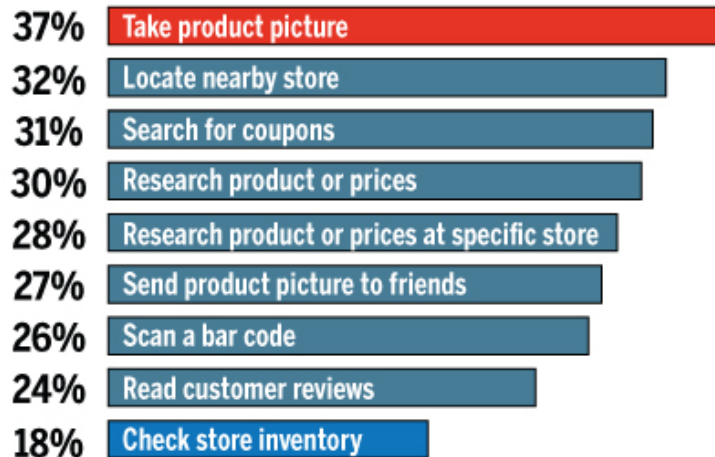 37% Take product picture
32% Locate nearby store
31% Search for coupons
30% Research product or prices
28% Research product or prices at specific store
27% Send product picture to friends
26% Scan a bar code
24% Read customer reviews
18% Check store inventory